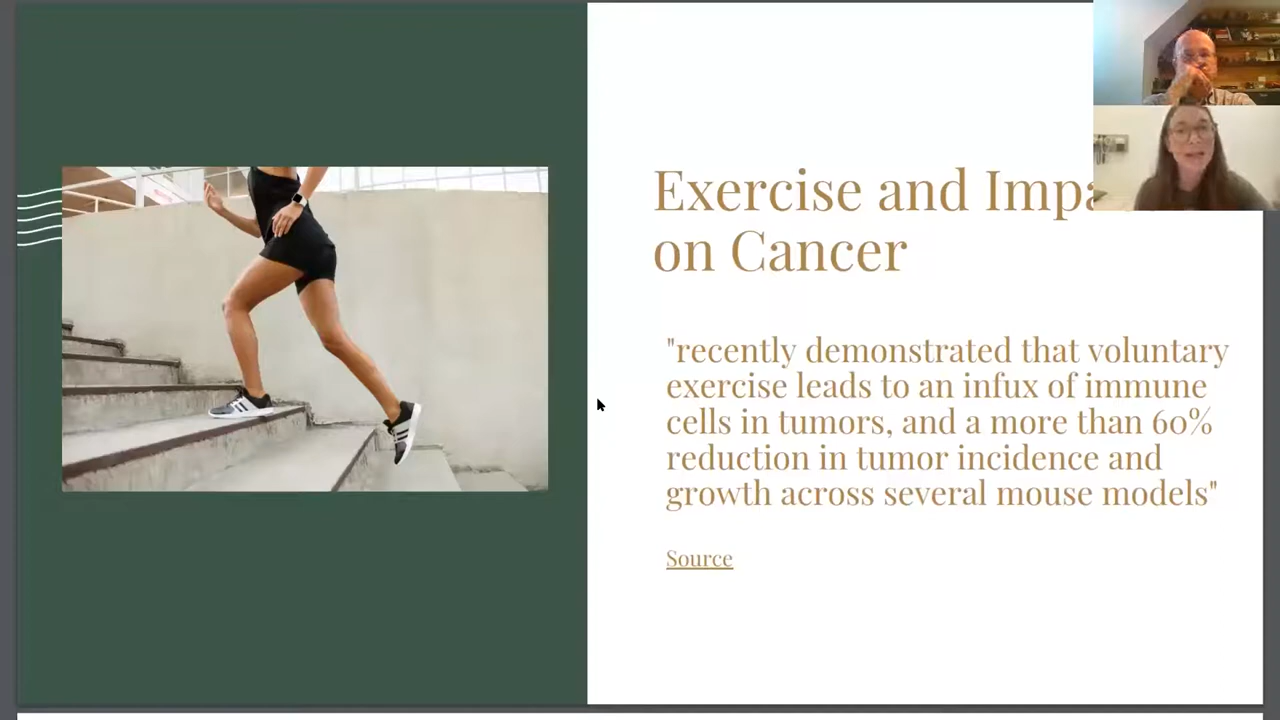 Exercise and Impa
on Cancer
"recently demonstrated that voluntary
exercise leads to an infux of immune
cells in tumors, and a more than 60%
reduction in tumor incidence and
growth across several mouse models"
Source